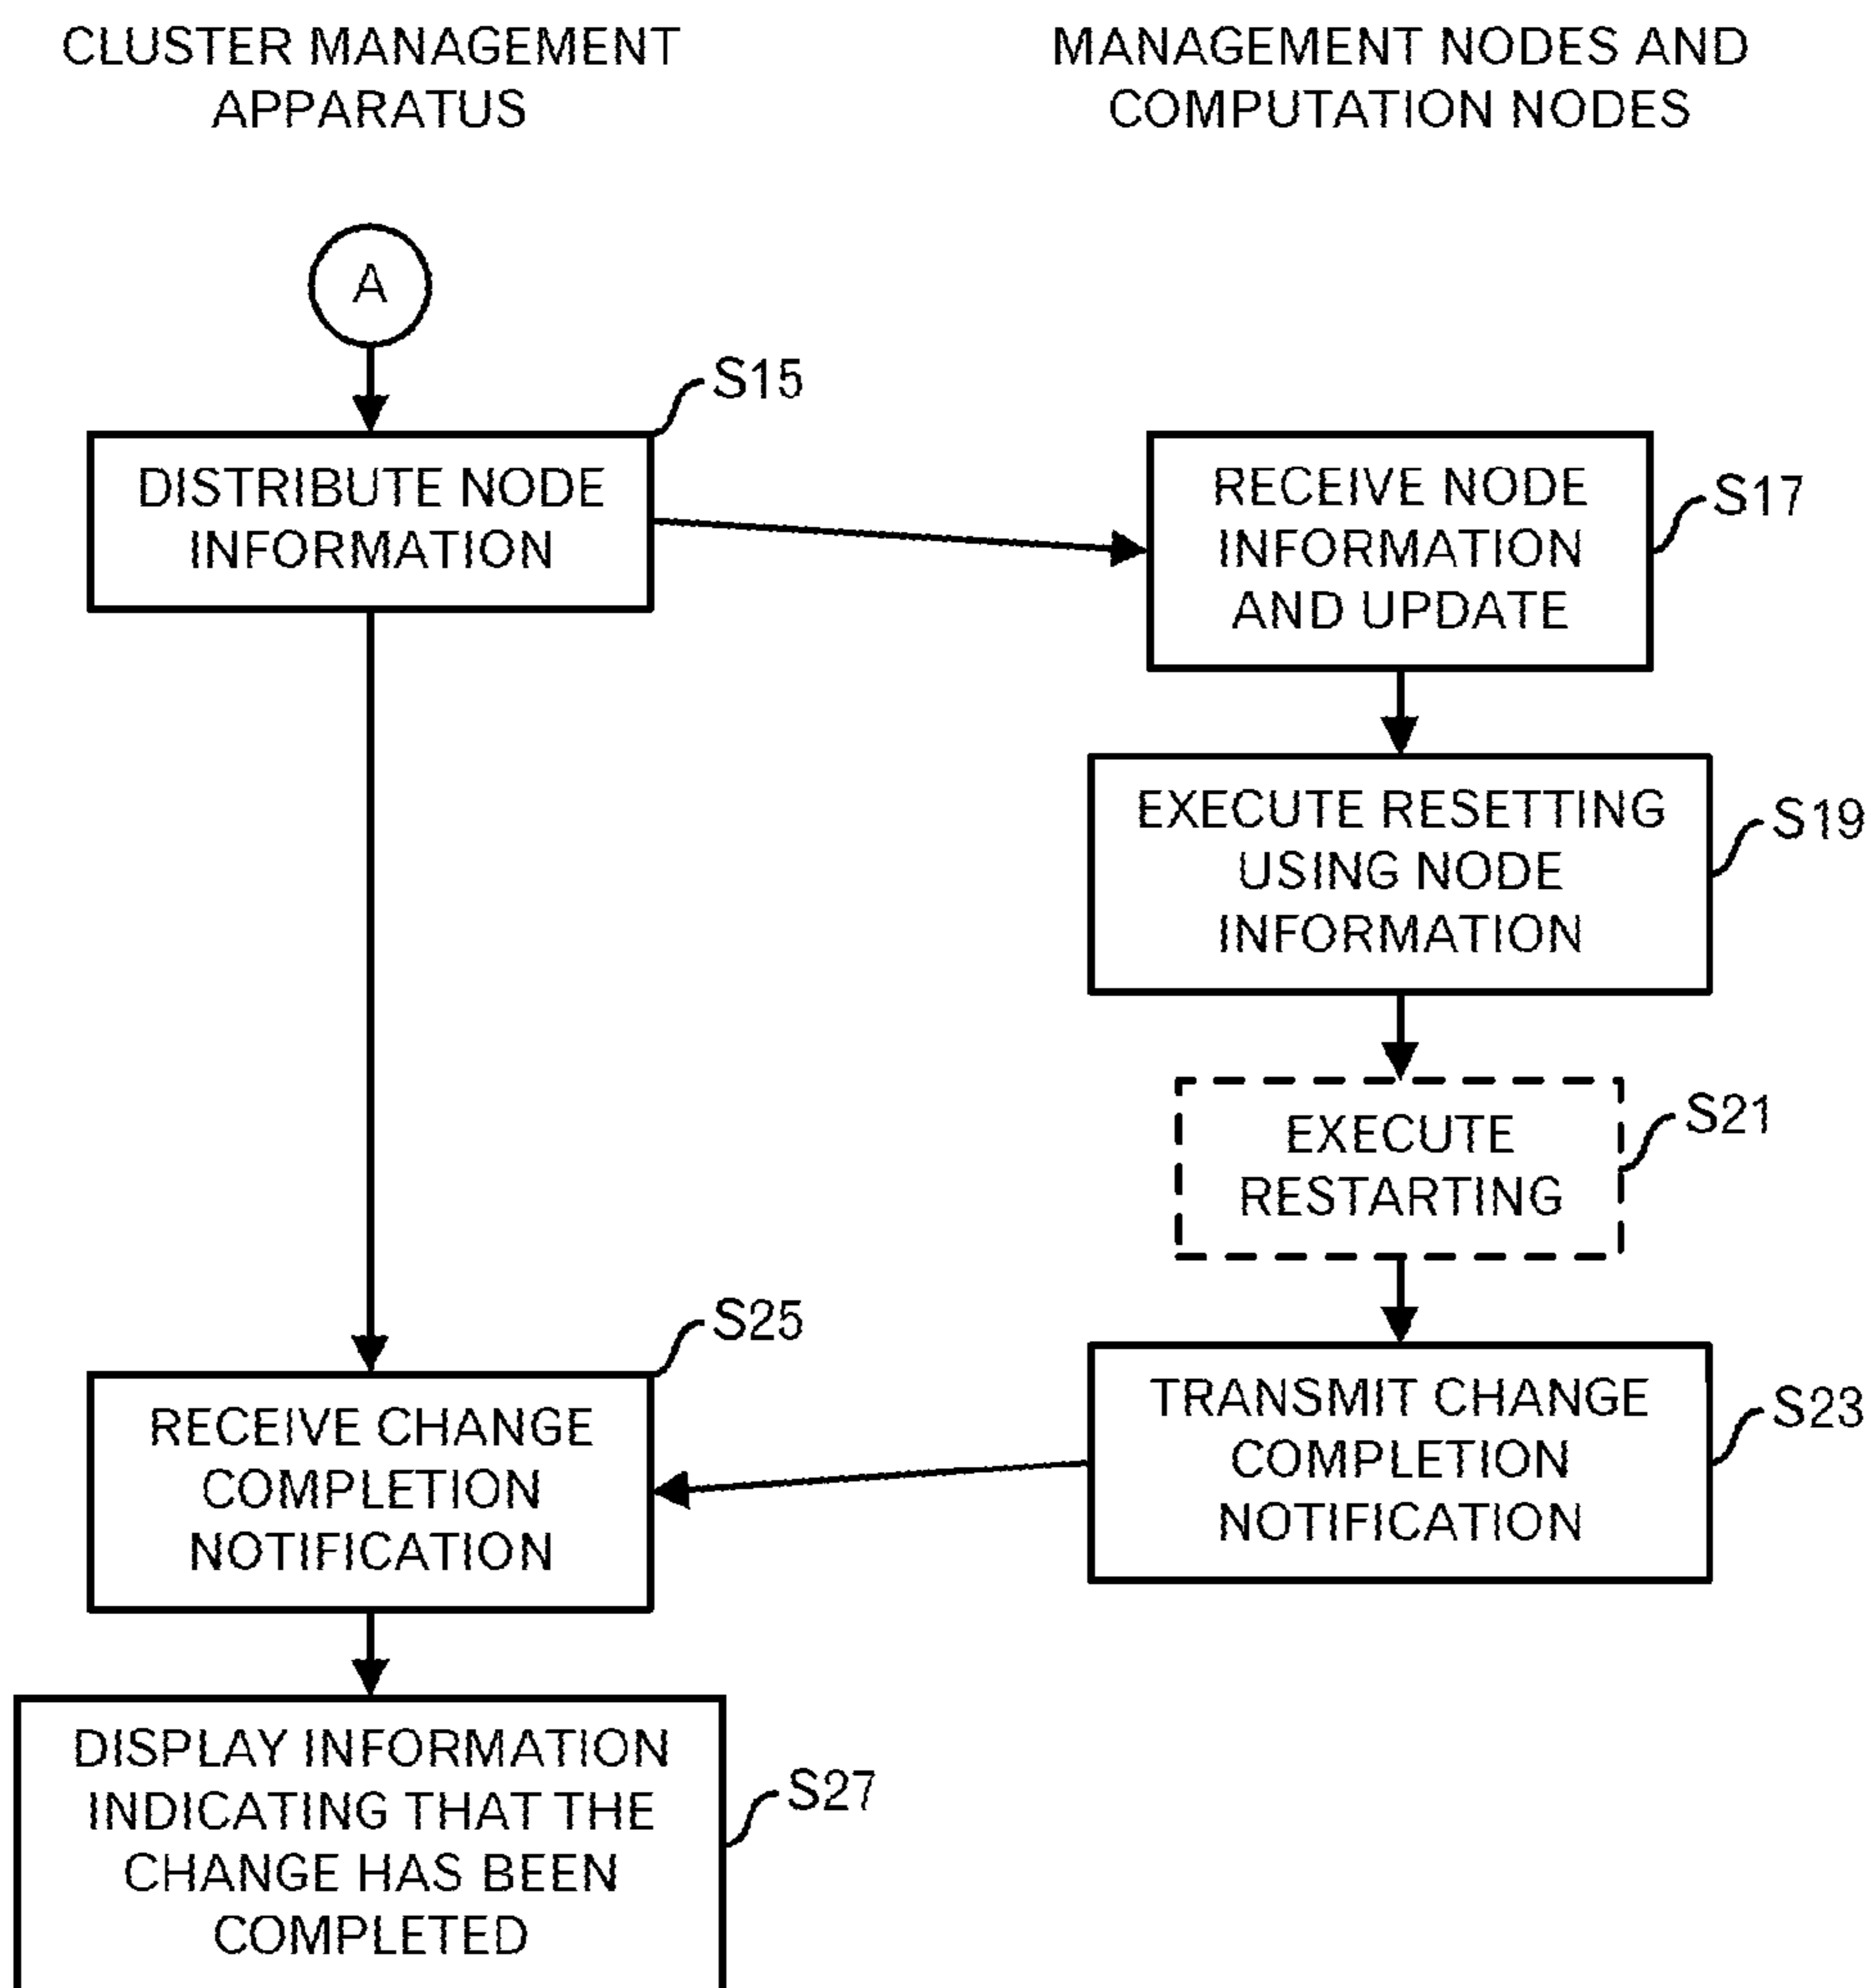 CLUSTER MANAGEMENT
APPARATUS
MANAGEMENT NODES AND
COMPUTATION NODES
A
S15
DISTRIBUTE NODE
INFORMATION
RECEIVE NODE
INFORMATION
AND UPDATE
S17
EXECUTE RESETTING
USING NODE
INFORMATION
S19
EXECUTE
RESTARTING
S21
S25
RECEIVE CHANGE
COMPLETION
NOTIFICATION
TRANSMIT CHANGE
COMPLETION
NOTIFICATION
S23
DISPLAY INFORMATION
INDICATING THAT THE
CHANGE HAS BEEN
COMPLETED
S27